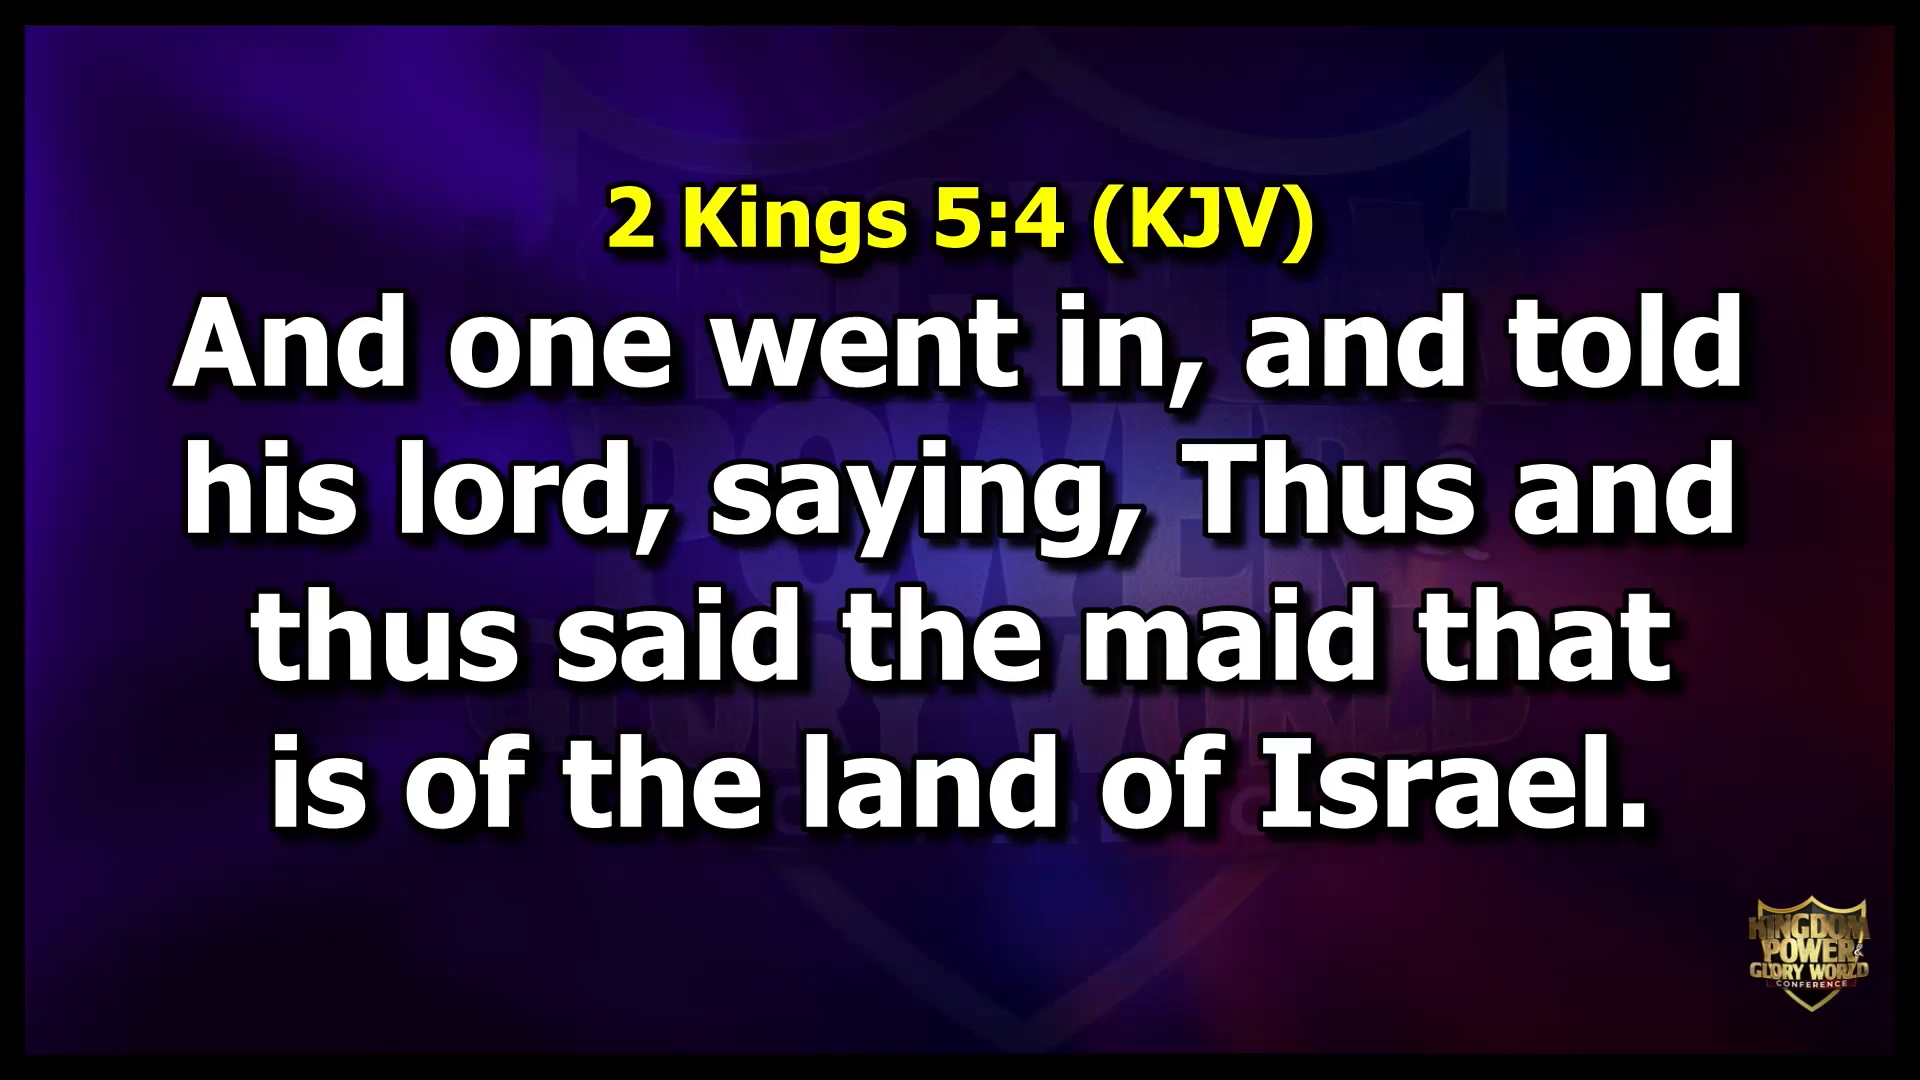 2 Kings 5:4 (KJV)
And one went in, and told
his lord, saying, Thus and
thus said the maid that
is of the land of Israel.
KINGDOM
POWER &
GLORY WORLD
CONFERENCE